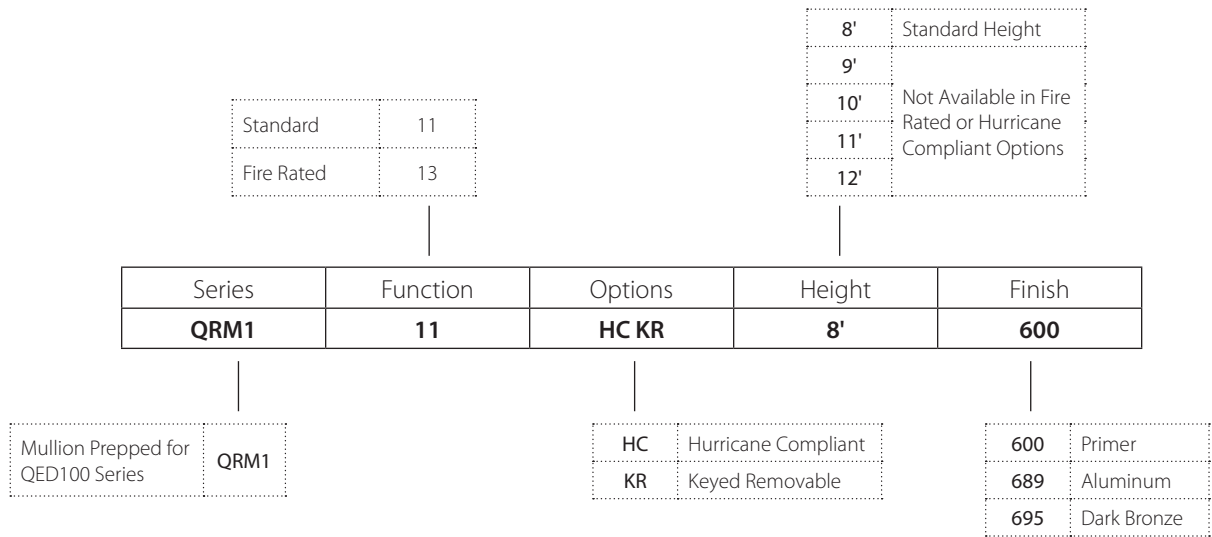 8' Standard Height
9'
10' Not Available in Fire
Rated or Hurricane
11' Compliant Options
12'
Standard 11
Fire Rated 13
Series Function Options Height Finish
QRM1 11 HC KR 8' 600
Mullion Prepped for
QED100 Series QRM1
HC Hurricane Compliant
KR Keyed Removable
600 Primer
689 Aluminum
695 Dark Bronze